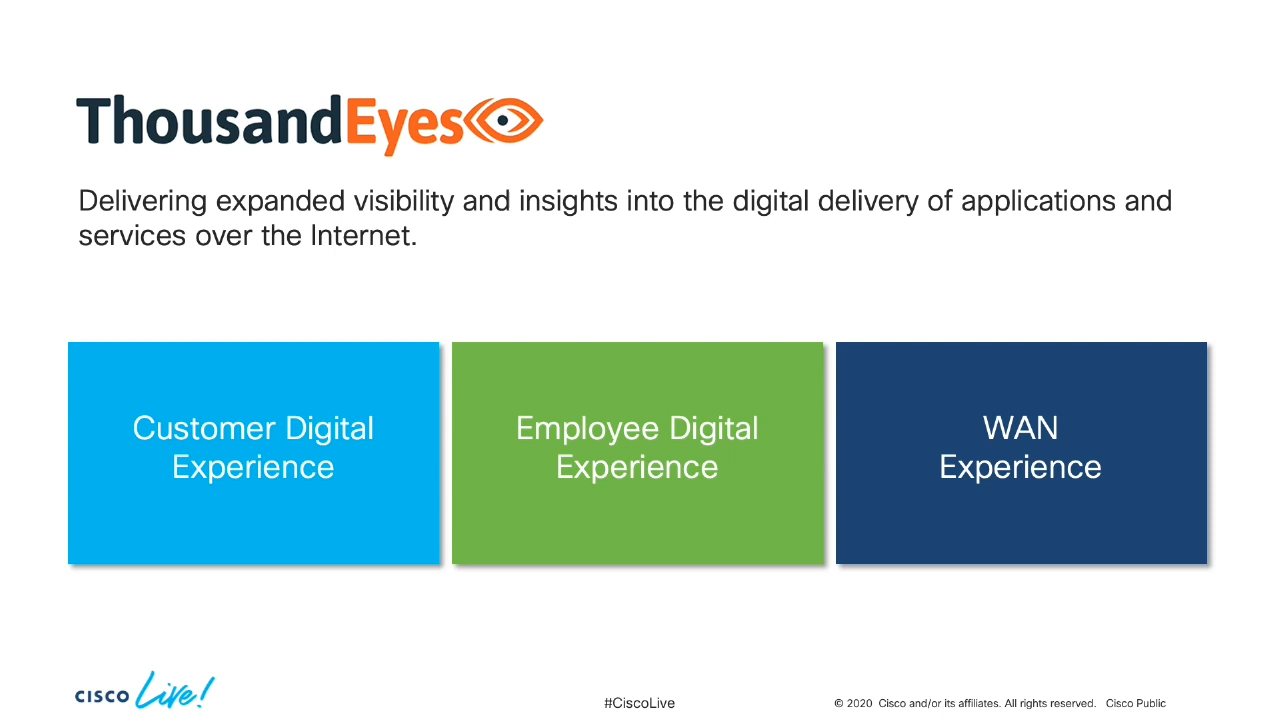 ThousandEyes
Delivering expanded visibility and insights into the digital delivery of applications and
services over the Internet.
Customer Digital
Experience
Employee Digital
Experience
WAN
Experience
CISCO Live!
#CiscoLive
© 2020 Cisco and/or its affiliates. All rights reserved. Cisco Public